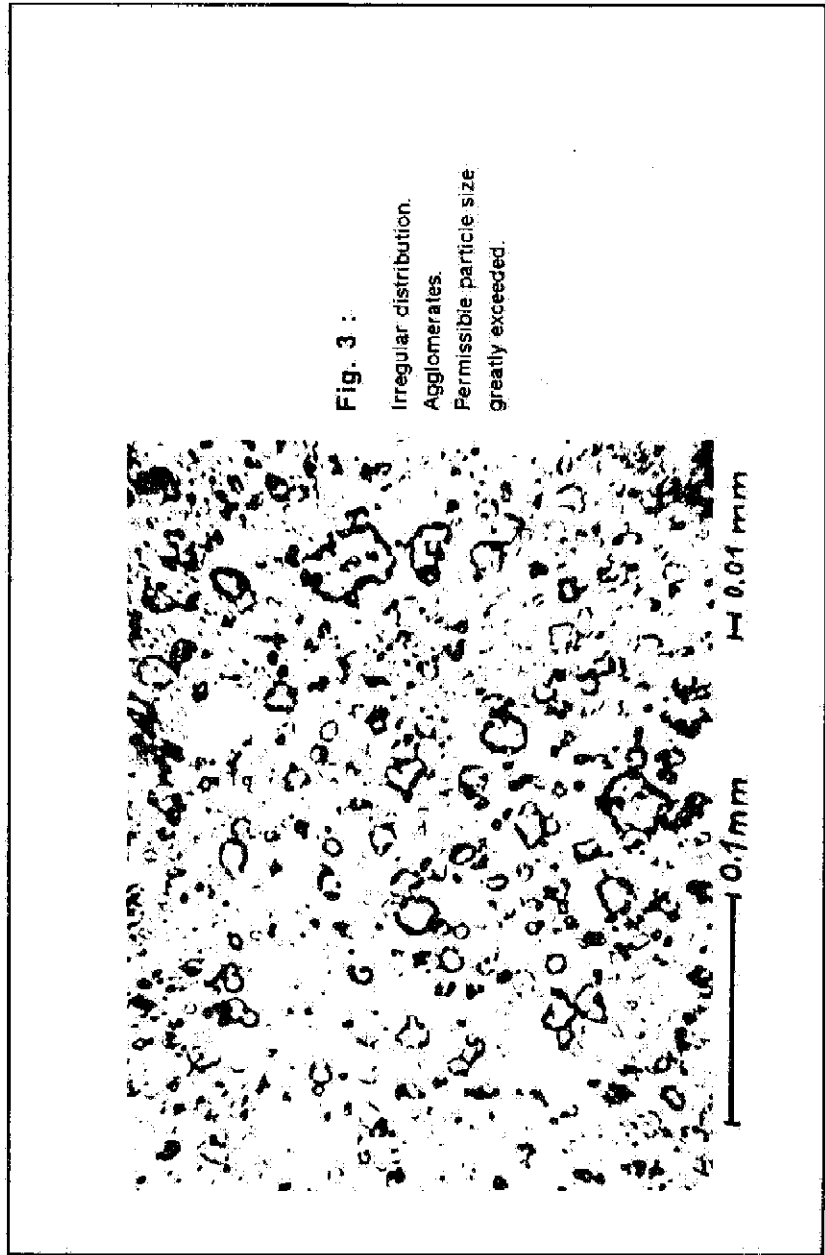 Fig. 3 :
Irregular distribution.
Agglomerates.
Permissible particle size
greatly exceeded.
0.1mm
0.01 mm